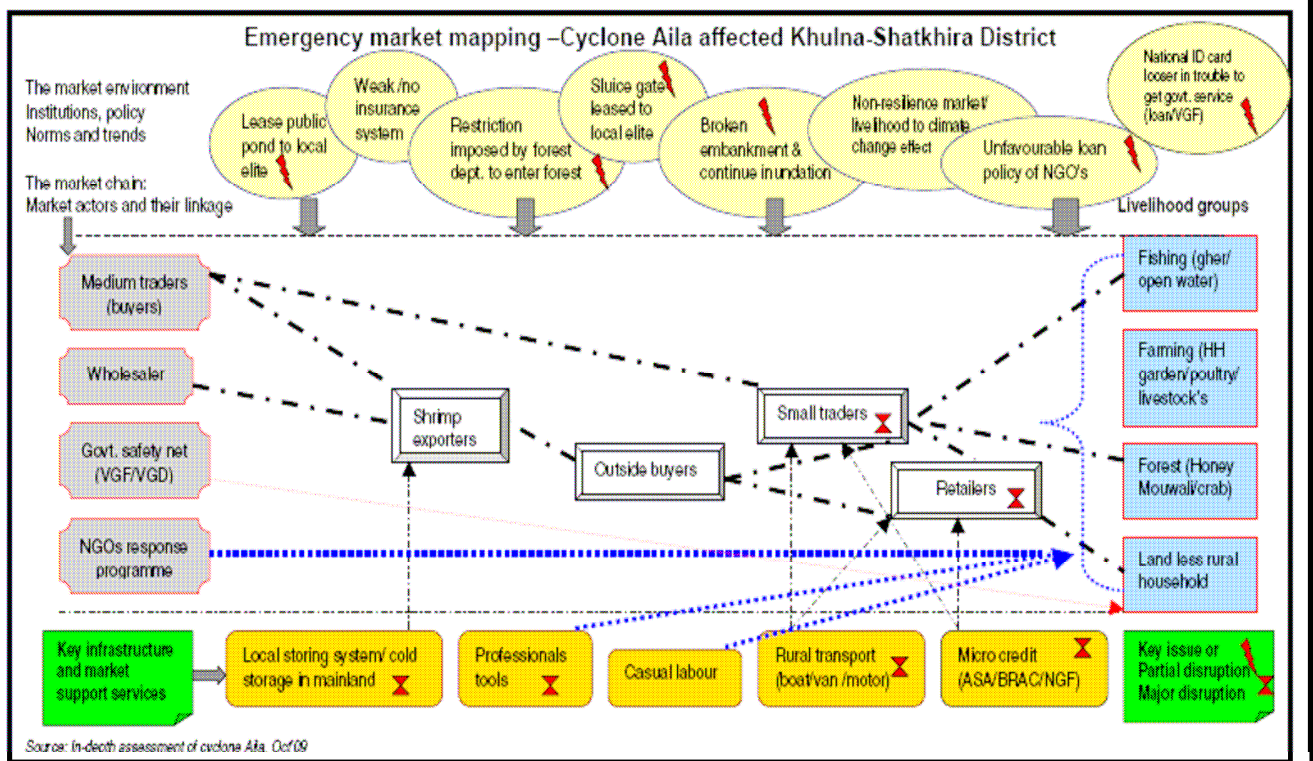 Emergency market mapping –Cyclone Aila affected Khulna-Shatkhira District
The market environment
Institutions, policy
Norms and trends
The market chain:
Market actors and their linkage
Lease public
pond to local
elite
Weak /no
insurance
system
Restriction
imposed by forest
dept. to enter forest
Sluice gate
leased to
local elite
Broken
embankment &
continue inundation
Non-resilience market/
livelihood to climate
change effect
Unfavourable loan
policy of NGO's
National ID card
looser in trouble to
get govt. service
(loan/VGF)
Livelihood groups
Medium traders
(buyers)
Wholesaler
Govt. safety net
(VGF/VGD)
NGOs response
programme
Shrimp
exporters
Outside buyers
Small traders
Retailers
Fishing (gher/
open water)
Farming (HH
garden/poultry/
livestock's
Forest (Honey
Mouwali/crab)
Land less rural
household
Key infrastructure
and market
support services
Local storing system/ cold
storage in mainland
Professionals
tools
Casual labour
Rural transport
(boat/van /motor)
Micro credit
(ASA/BRAC/NGF)
Key issue or
Partial disruption
Major disruption
Source: In-depth assessment of cyclone Aila, Oct'09